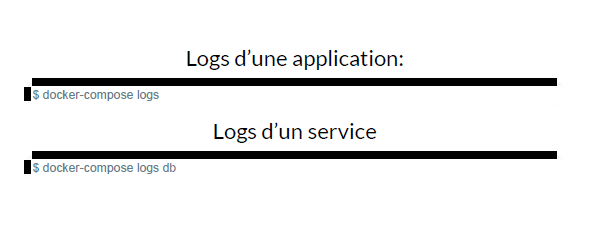 Logs d’une application:
$ docker-compose logs
Logs d’un service
$ docker-compose logs db